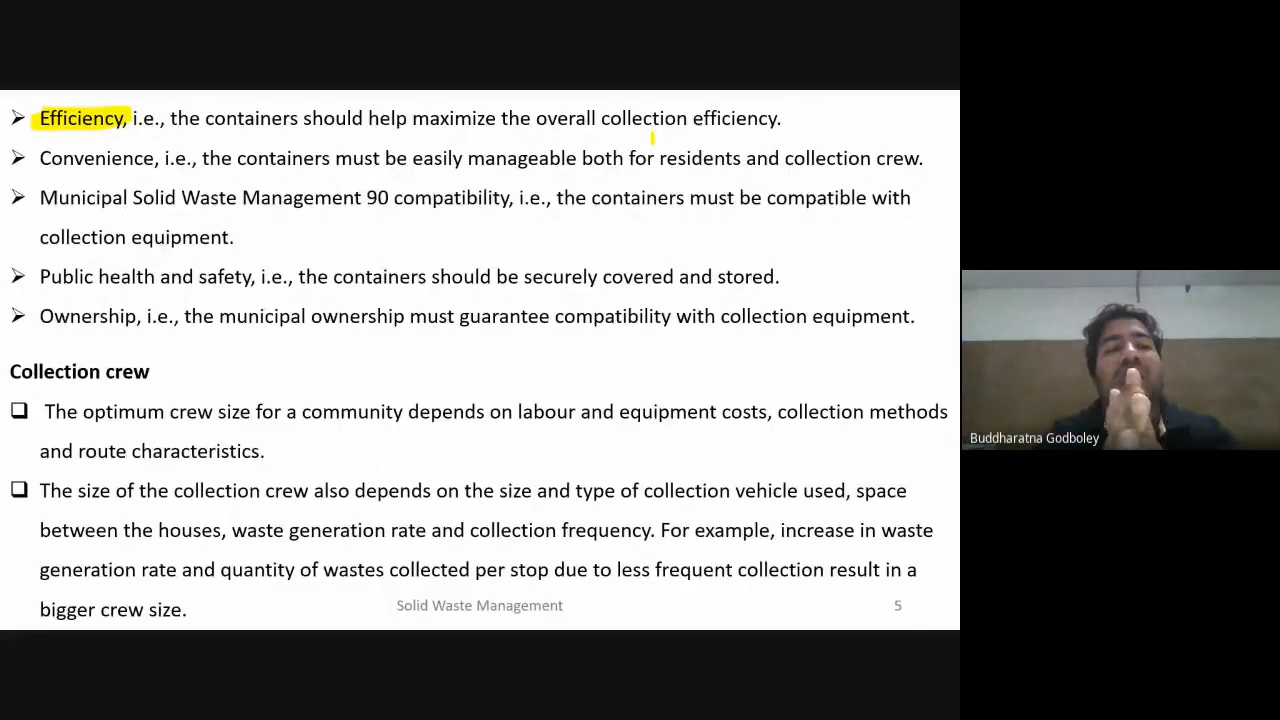 Efficiency, i.e., the containers should help maximize the overall collection efficiency.
Convenience, i.e., the containers must be easily manageable both for residents and collection crew.
Municipal Solid Waste Management 90 compatibility, i.e., the containers must be compatible with
collection equipment.
Public health and safety, i.e., the containers should be securely covered and stored.
Ownership, i.e., the municipal ownership must guarantee compatibility with collection equipment.
Collection crew
The optimum crew size for a community depends on labour and equipment costs, collection methods
and route characteristics.
The size of the collection crew also depends on the size and type of collection vehicle used, space
between the houses, waste generation rate and collection frequency. For example, increase in waste
generation rate and quantity of wastes collected per stop due to less frequent collection result in a
bigger crew size.
Solid Waste Management
5
Buddharatna Godboley